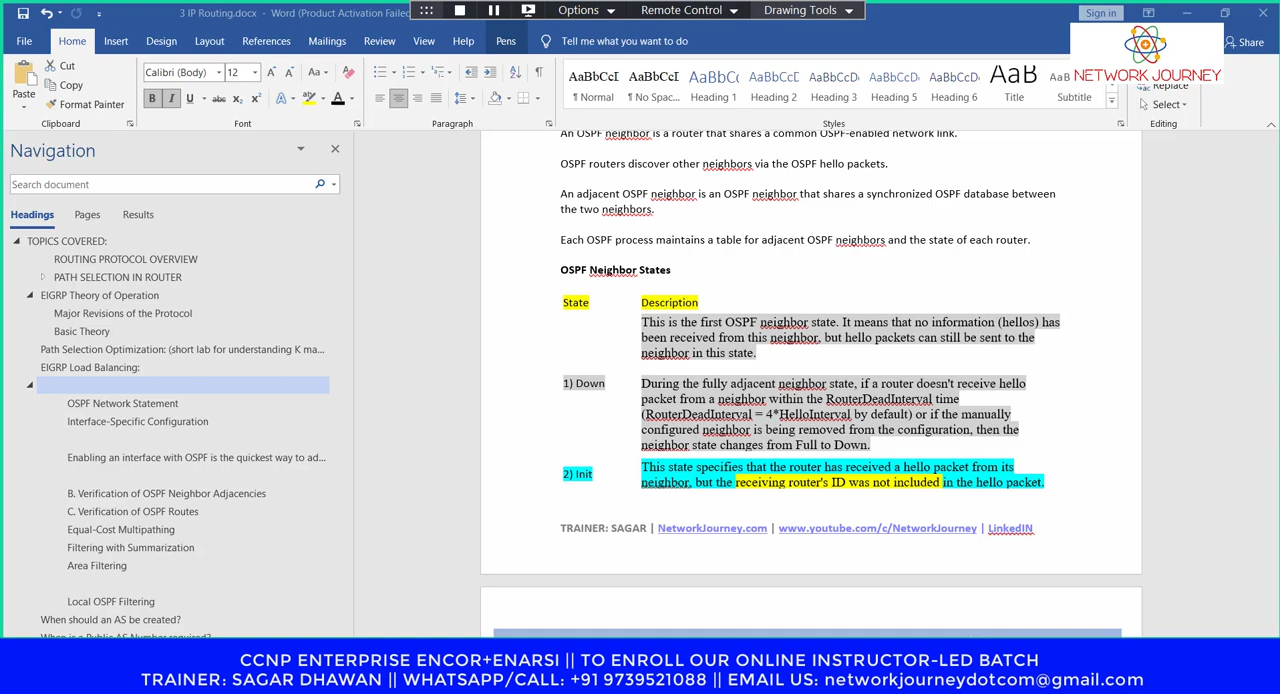 3 IP Routing.docx - Word (Product Activation Failed
Options
Remote Control
Drawing Tools
Sign in
File Home Insert Design Layout References Mailings Review View Help Pens Tell me what you want to do
Share
NETWORK JOURNEY
Paste
Cut
Copy
Format Painter
Clipboard
Calibri (Body) 12
Font
Paragraph
AaBbCcI AaBbCcI AaBbCc AaBbCcI AaBbCcI AaBbCcI AaBbCcI AaB AaB
¶ Normal ¶ No Spac... Heading 1 Heading 2 Heading 3 Heading 5 Heading 6 Title Subtitle
Styles
Replace
Select
Editing
Navigation
Search document
Headings Pages Results
TOPICS COVERED:
ROUTING PROTOCOL OVERVIEW
PATH SELECTION IN ROUTER
EIGRP Theory of Operation
Major Revisions of the Protocol
Basic Theory
Path Selection Optimization: (short lab for understanding K ma...
EIGRP Load Balancing:
OSPF Network Statement
Interface-Specific Configuration
Enabling an interface with OSPF is the quickest way to ad...
B. Verification of OSPF Neighbor Adjacencies
C. Verification of OSPF Routes
Equal-Cost Multipathing
Filtering with Summarization
Area Filtering
Local OSPF Filtering
When should an AS be created?
When is a Public AS Number required?
An OSPF neighbor is a router that shares a common OSPF-enabled network link.
OSPF routers discover other neighbors via the OSPF hello packets.
An adjacent OSPF neighbor is an OSPF neighbor that shares a synchronized OSPF database between
the two neighbors.
Each OSPF process maintains a table for adjacent OSPF neighbors and the state of each router.
OSPF Neighbor States
State Description
This is the first OSPF neighbor state. It means that no information (hellos) has
been received from this neighbor, but hello packets can still be sent to the
neighbor in this state.
1) Down During the fully adjacent neighbor state, if a router doesn't receive hello
packet from a neighbor within the RouterDeadInterval time
(RouterDeadInterval = 4*HelloInterval by default) or if the manually
configured neighbor is being removed from the configuration, then the
neighbor state changes from Full to Down.
2) Init This state specifies that the router has received a hello packet from its
neighbor, but the receiving router's ID was not included in the hello packet.
TRAINER: SAGAR | NetworkJourney.com | www.youtube.com/c/NetworkJourney | LinkedIN
CCNP ENTERPRISE ENCOR+ENARSI || TO ENROLL OUR ONLINE INSTRUCTOR-LED BATCH
TRAINER: SAGAR DHAWAN || WHATSAPP/CALL: +91 9739521088 || EMAIL US: networkjourneydotcom@gmail.com